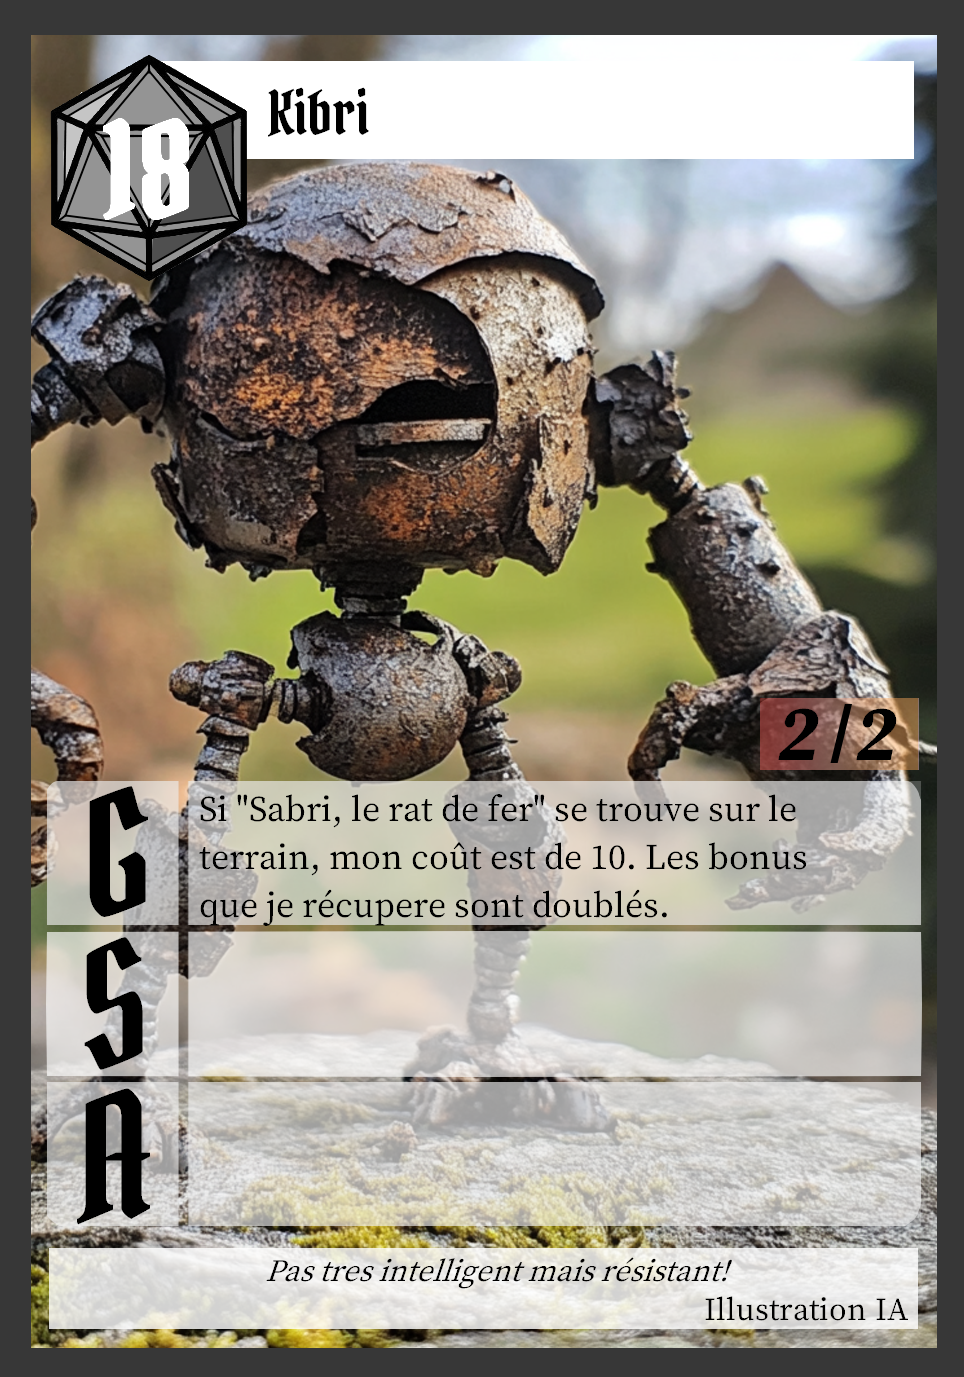 18
Kibri
2/2
G
Si "Sabri, le rat de fer" se trouve sur le
terrain, mon coût est de 10. Les bonus
que je récupere sont doublés.
S
A
Pas tres intelligent mais résistant!
Illustration IA